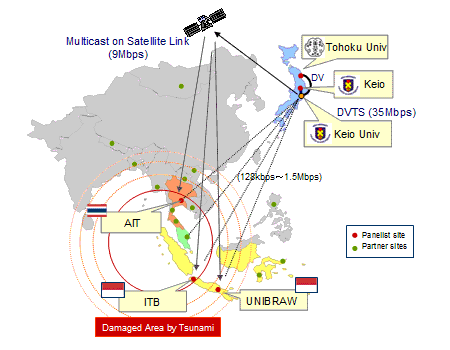 Multicast on Satellite Link
(9Mbps)
Tohoku Univ
DV
Keio
DVTS (35Mbps)
Keio Univ
(128kbps~1.5Mbps)
AIT
Panelist site
Partner sites
ITB
UNIBRAW
Damaged Area by Tsunami